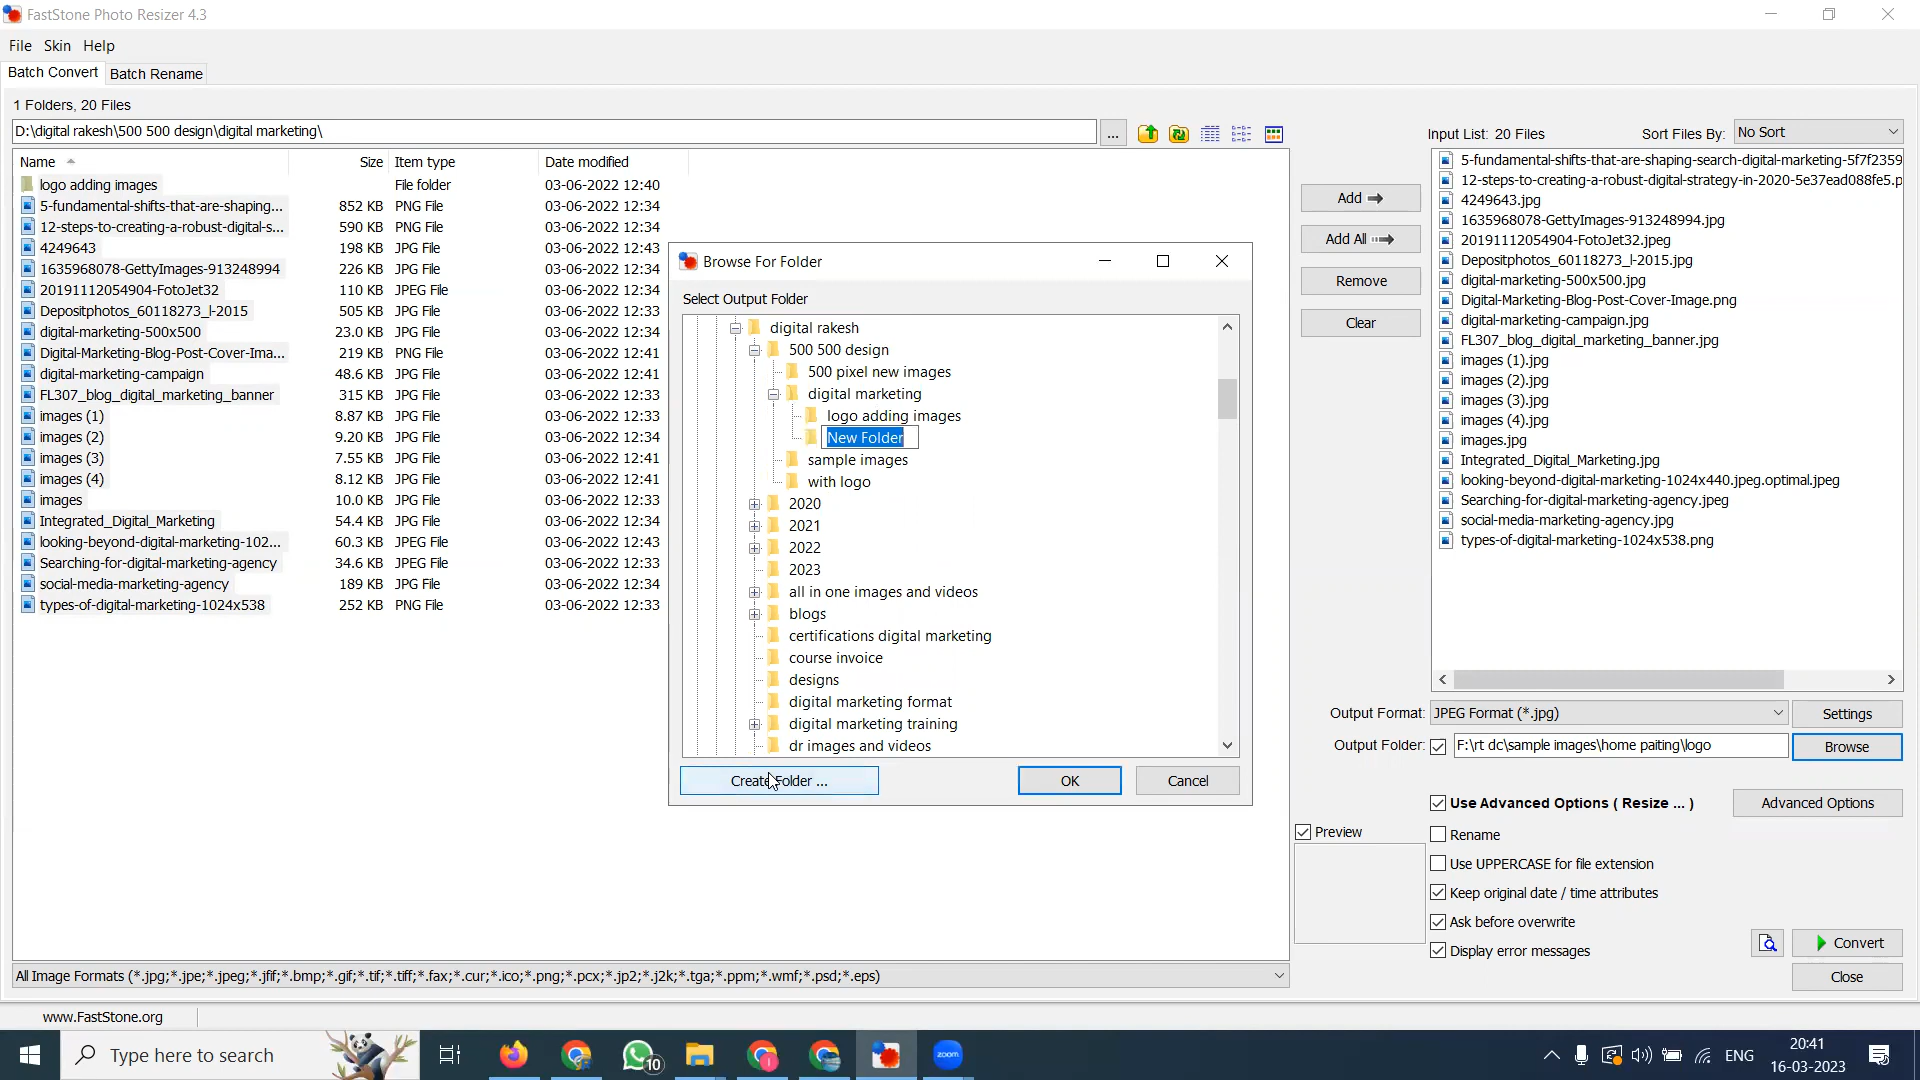 FastStone Photo Resizer 4.3
File Skin Help
Batch Convert Batch Rename
1 Folders, 20 Files
D:\digital rakesh\500 500 design\digital marketing\
...
Name Size Item type Date modified
logo adding images File folder 03-06-2022 12:40
5-fundamental-shifts-that-are-shaping... 852 KB PNG File 03-06-2022 12:34
12-steps-to-creating-a-robust-digital-s... 590 KB PNG File 03-06-2022 12:34
4249643 198 KB JPG File 03-06-2022 12:43
1635968078-GettyImages-913248994 226 KB JPG File 03-06-2022 12:34
20191112054904-FotoJet32 110 KB JPEG File 03-06-2022 12:34
Depositphotos_60118273_l-2015 505 KB JPG File 03-06-2022 12:33
digital-marketing-500x500 23.0 KB JPG File 03-06-2022 12:34
Digital-Marketing-Blog-Post-Cover-Ima... 219 KB PNG File 03-06-2022 12:41
digital-marketing-campaign 48.6 KB JPG File 03-06-2022 12:41
FL307_blog_digital_marketing_banner 315 KB JPG File 03-06-2022 12:33
images (1) 8.87 KB JPG File 03-06-2022 12:33
images (2) 9.20 KB JPG File 03-06-2022 12:34
images (3) 7.55 KB JPG File 03-06-2022 12:41
images (4) 8.12 KB JPG File 03-06-2022 12:41
images 10.0 KB JPG File 03-06-2022 12:33
Integrated_Digital_Marketing 54.4 KB JPG File 03-06-2022 12:34
looking-beyond-digital-marketing-102... 60.3 KB JPEG File 03-06-2022 12:43
Searching-for-digital-marketing-agency 34.6 KB JPEG File 03-06-2022 12:33
social-media-marketing-agency 189 KB JPG File 03-06-2022 12:34
types-of-digital-marketing-1024x538 252 KB PNG File 03-06-2022 12:33
All Image Formats (*.jpg;*.jpe;*.jpeg;*.jfif;*.bmp;*.gif;*.tif;*.tiff;*.fax;*.cur;*.ico;*.png;*.pcx;*.jp2;*.j2k;*.tga;*.ppm;*.wmf;*.psd;*.eps)
www.FastStone.org
Browse For Folder
Select Output Folder
digital rakesh
500 500 design
500 pixel new images
digital marketing
logo adding images
New Folder
sample images
with logo
2020
2021
2022
2023
all in one images and videos
blogs
certifications digital marketing
course invoice
designs
digital marketing format
digital marketing training
dr images and videos
Create Folder ... OK Cancel
Add
Add All
Remove
Clear
Input List: 20 Files Sort Files By: No Sort
5-fundamental-shifts-that-are-shaping-search-digital-marketing-5f7f2359
12-steps-to-creating-a-robust-digital-strategy-in-2020-5e37ead088fe5.p
4249643.jpg
1635968078-GettyImages-913248994.jpg
20191112054904-FotoJet32.jpeg
Depositphotos_60118273_l-2015.jpg
digital-marketing-500x500.jpg
Digital-Marketing-Blog-Post-Cover-Image.png
digital-marketing-campaign.jpg
FL307_blog_digital_marketing_banner.jpg
images (1).jpg
images (2).jpg
images (3).jpg
images (4).jpg
images.jpg
Integrated_Digital_Marketing.jpg
looking-beyond-digital-marketing-1024x440.jpeg.optimal.jpeg
Searching-for-digital-marketing-agency.jpeg
social-media-marketing-agency.jpg
types-of-digital-marketing-1024x538.png
Output Format: JPEG Format (*.jpg) Settings
Output Folder: F:\rt dc\sample images\home paiting\logo Browse
Use Advanced Options ( Resize ... ) Advanced Options
Preview
Rename
Use UPPERCASE for file extension
Keep original date / time attributes
Ask before overwrite
Display error messages
Convert
Close
Type here to search
10
zoom
ENG
20:41
16-03-2023